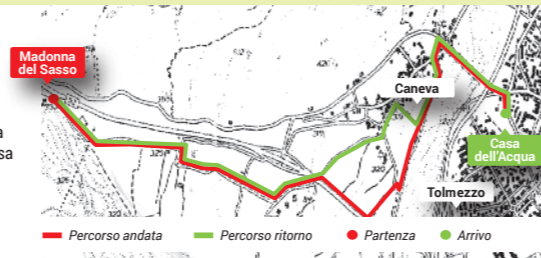 Madonna
del Sasso
Caneva
Casa
dell'Acqua
Tolmezzo
Percorso andata
Percorso ritorno
Partenza
Arrivo